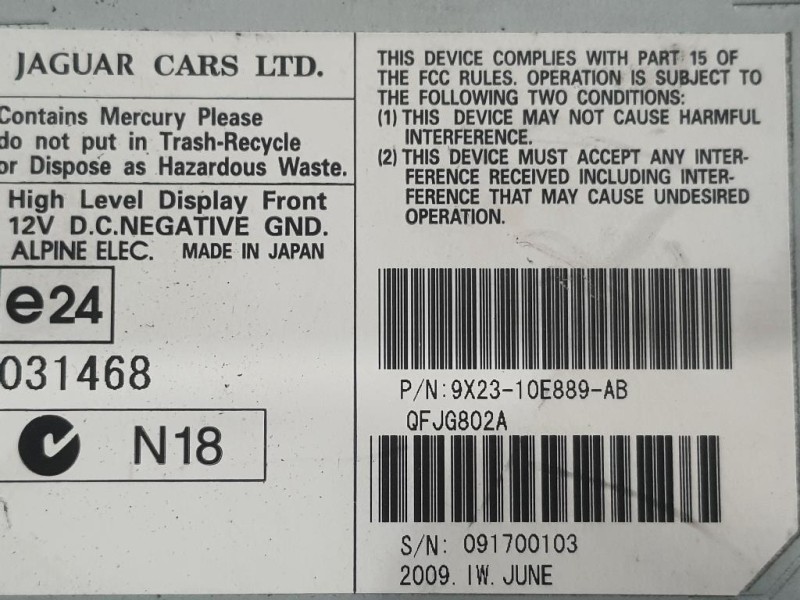 JAGUAR CARS LTD.
Contains Mercury Please
do not put in Trash-Recycle
or Dispose as Hazardous Waste.
High Level Display Front
12V D.C.NEGATIVE GND.
ALPINE ELEC. MADE IN JAPAN
e24
031468
N18
THIS DEVICE COMPLIES WITH PART 15 OF
THE FCC RULES. OPERATION IS SUBJECT TO
THE FOLLOWING TWO CONDITIONS:
(1) THIS DEVICE MAY NOT CAUSE HARMFUL
INTERFERENCE.
(2) THIS DEVICE MUST ACCEPT ANY INTER-
FERENCE RECEIVED INCLUDING INTER-
FERENCE THAT MAY CAUSE UNDESIRED
OPERATION.
P/N:9X23-10E889-AB
QFJG802A
S/N: 091700103
2009. IW. JUNE